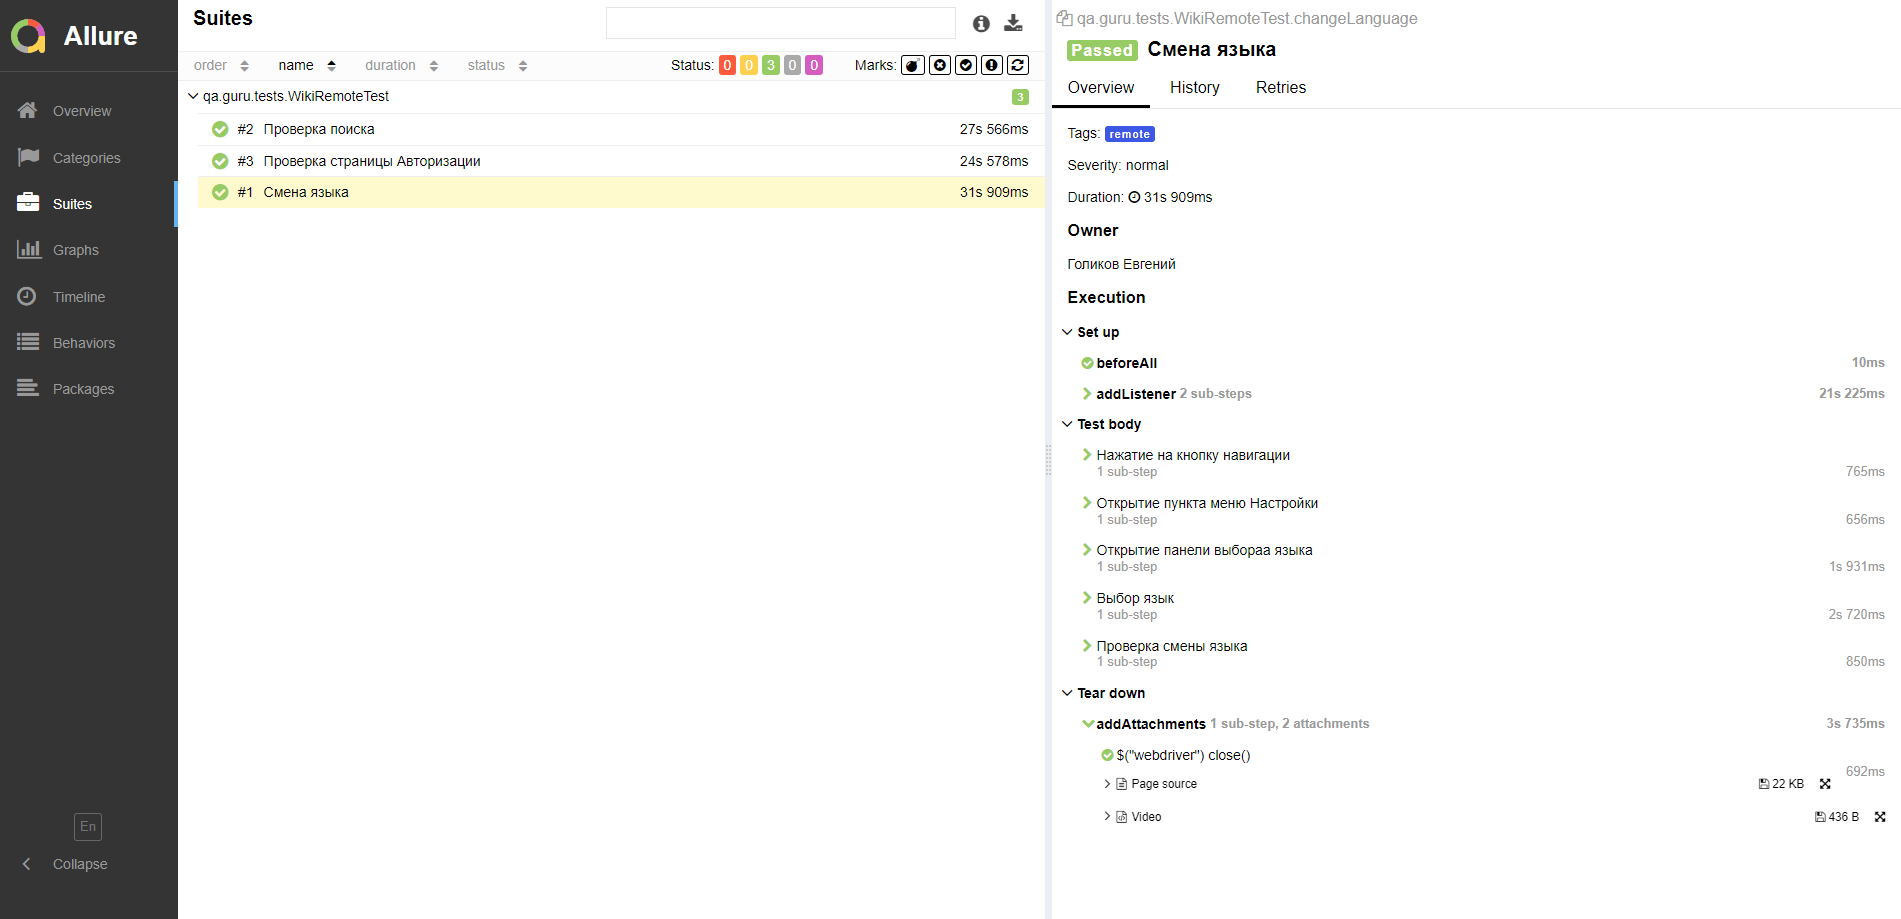 Allure
Overview
Categories
Suites
Graphs
Timeline
Behaviors
Packages
En
Collapse
Suites
order name duration status Status: 0 0 3 0 0 Marks:
qa.guru.tests.WikiRemoteTest 3
#2 Проверка поиска 27s 566ms
#3 Проверка страницы Авторизации 24s 578ms
#1 Смена языка 31s 909ms
qa.guru.tests.WikiRemoteTest.changeLanguage
Passed Смена языка
Overview History Retries
Tags: remote
Severity: normal
Duration: 31s 909ms
Owner
Голиков Евгений
Execution
Set up
beforeAll 10ms
addListener 2 sub-steps 21s 225ms
Test body
Нажатие на кнопку навигации
1 sub-step 765ms
Открытие пункта меню Настройки
1 sub-step 656ms
Открытие панели выбораа языка
1 sub-step 1s 931ms
Выбор язык
1 sub-step 2s 720ms
Проверка смены языка
1 sub-step 850ms
Tear down
addAttachments 1 sub-step, 2 attachments 3s 735ms
$("webdriver") close()
692ms
Page source 22 KB
Video 436 B